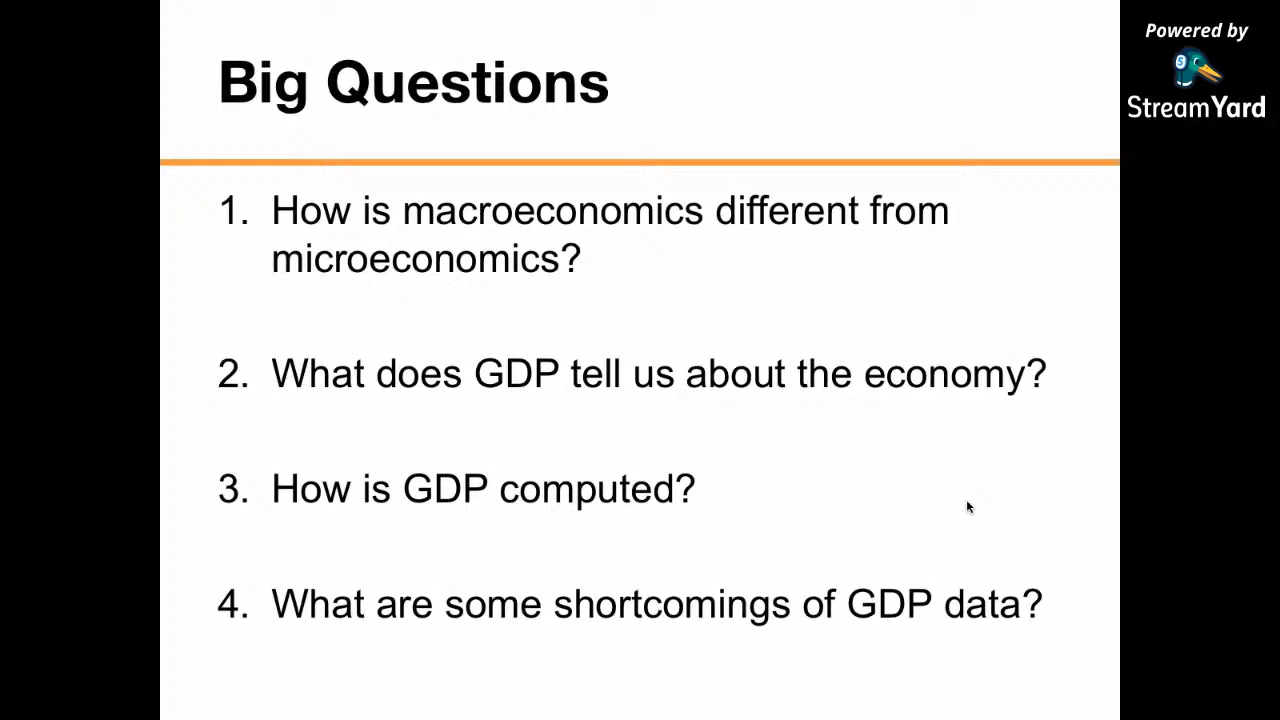 Big Questions
Powered by
StreamYard
1. How is macroeconomics different from
microeconomics?
2. What does GDP tell us about the economy?
3. How is GDP computed?
4. What are some shortcomings of GDP data?